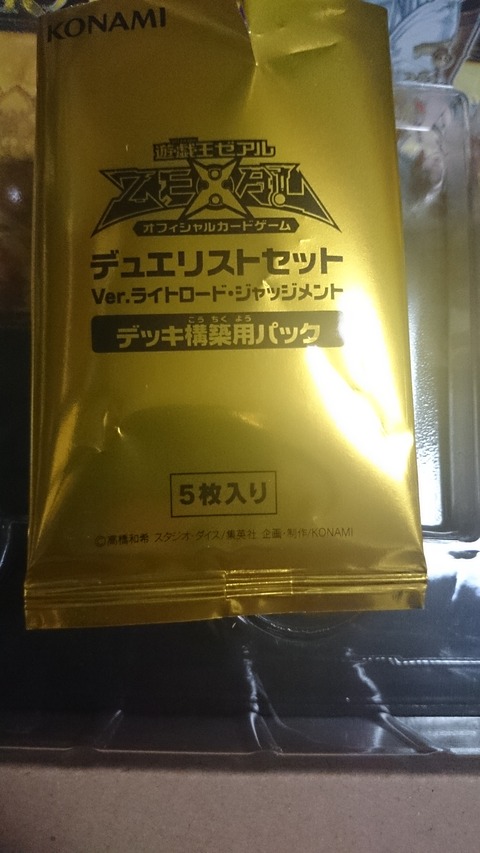 KONAMI
遊戯王ゼアル
ZEXAL
オフィシャルカードゲーム
デュエリストセット
Ver.ライトロード・ジャッジメント
こうちくよう
デッキ構築用パック
5枚入り
©高橋和希 スタジオ・ダイス/集英社 企画・制作/KONAMI